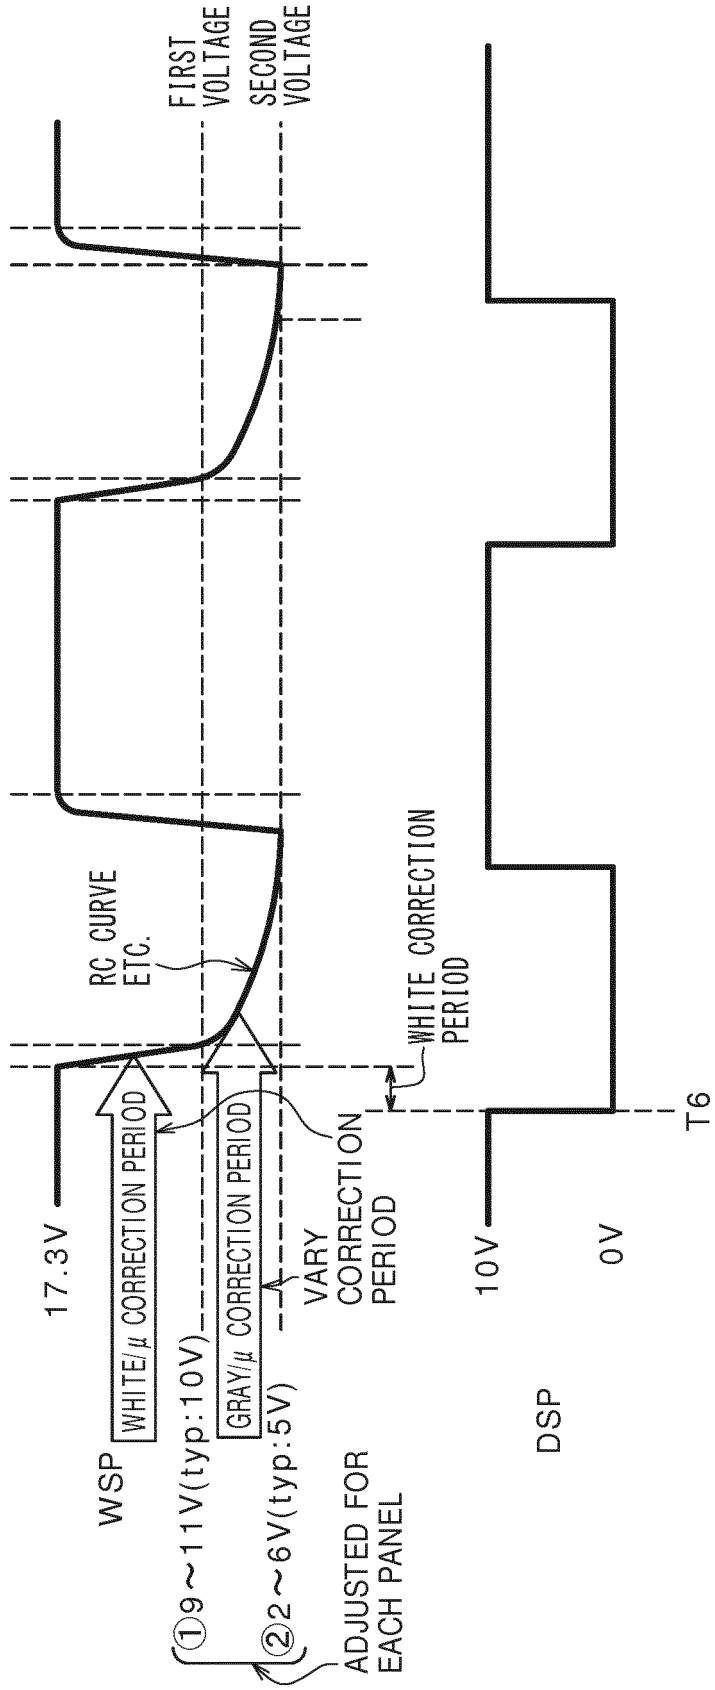 17.3V
WSP
WHITE/μ CORRECTION PERIOD
①9~11V(typ:10V)
GRAY/μ CORRECTION PERIOD
②2~6V(typ:5V)
ADJUSTED FOR
EACH PANEL
VARY
CORRECTION
PERIOD
RC CURVE
ETC.
WHITE CORRECTION
PERIOD
FIRST
VOLTAGE
SECOND
VOLTAGE
DSP
10V
0V
T6